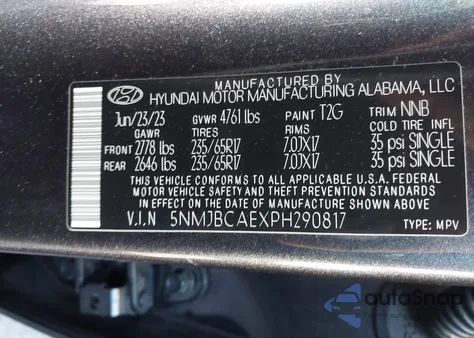 MANUFACTURED BY
HYUNDAI MOTOR MANUFACTURING ALABAMA, LLC
Jun/23/23 GVWR 4761 lbs PAINT T2G TRIM NNB
GAWR TIRES RIMS COLD TIRE INFL
FRONT 2778 lbs 235/65R17 7.0JX17 35 psi SINGLE
REAR 2646 lbs 235/65R17 7.0JX17 35 psi SINGLE
THIS VEHICLE CONFORMS TO ALL APPLICABLE U.S.A. FEDERAL
MOTOR VEHICLE SAFETY AND THEFT PREVENTION STANDARDS
IN EFFECT ON THE DATE OF MANUFACTURE SHOWN ABOVE.
V.I.N 5NMJBCAEXPH290817 TYPE: MPV
autoSnap